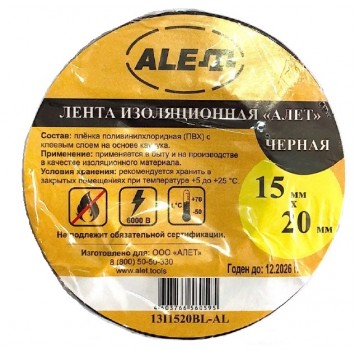 ALET
ЛЕНТА ИЗОЛЯЦИОННАЯ «АЛЕТ»
ЧЕРНАЯ
Состав: плёнка поливинилхлоридная (ПВХ) с
клеевым слоем на основе каучука.
Применение: применяется в быту и на производстве
в качестве изоляционного материала.
Условия хранения: рекомендуется хранить в
закрытых помещениях при температуре +5 до +25 °C
15 мм
x
20 мм
6000 В
t,°C
+70
-50
Не подлежит обязательной сертификации.
Изготовлено для: ООО «АЛЕТ»
www.alet.tools
Годен до: 12.2026 г.
1311520BL-AL